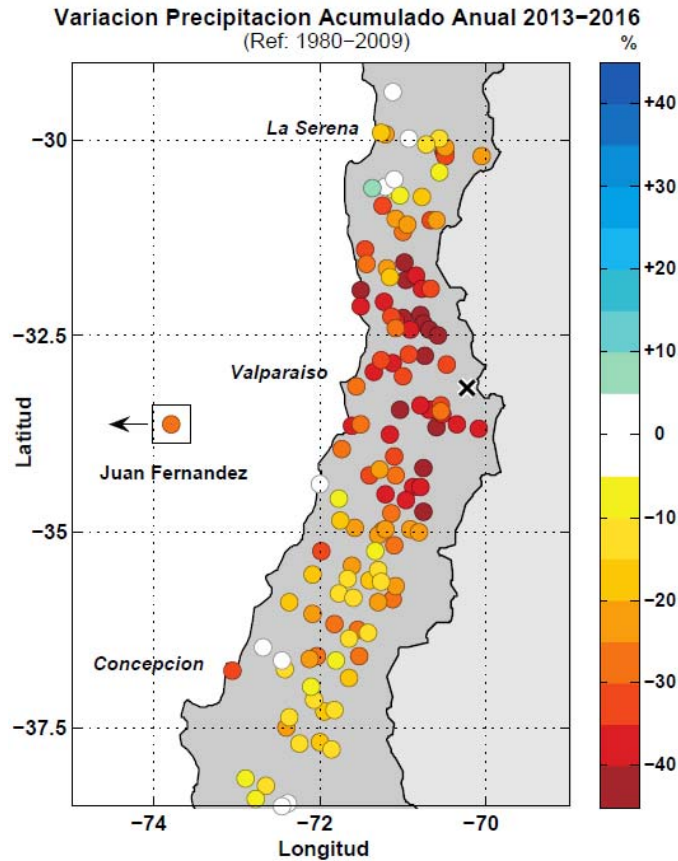 Variacion Precipitacion Acumulado Anual 2013−2016
(Ref: 1980−2009)
%
+40
+30
+20
+10
0
−10
−20
−30
−40
−30
−32.5
−35
−37.5
Latitud
La Serena
Valparaiso
Juan Fernandez
Concepcion
−74
−72
−70
Longitud